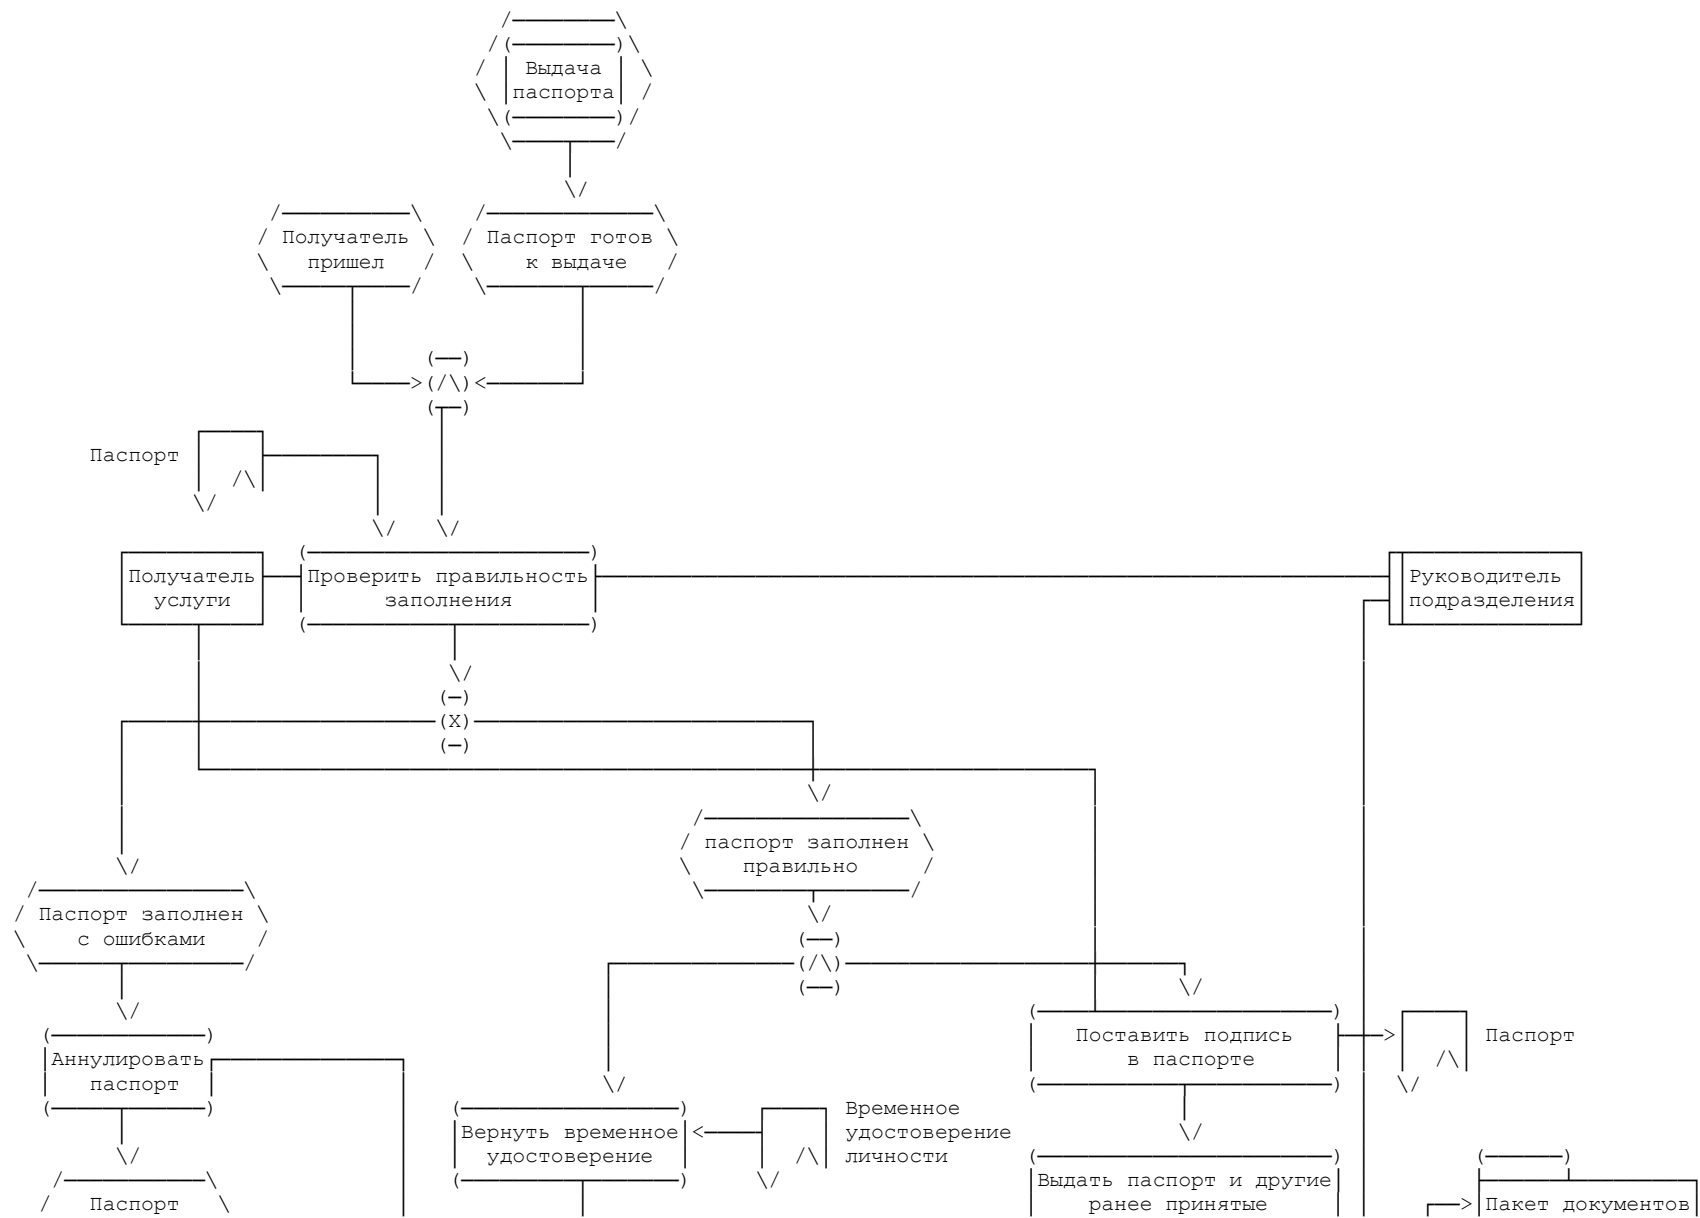 Выдача
паспорта
Получатель
пришел
Паспорт готов
к выдаче
Паспорт
Получатель
услуги
Проверить правильность
заполнения
Руководитель
подразделения
(X)
паспорт заполнен
правильно
Паспорт заполнен
с ошибками
Поставить подпись
в паспорте
Паспорт
Аннулировать
паспорт
Вернуть временное
удостоверение
Временное
удостоверение
личности
Выдать паспорт и другие
ранее принятые
Паспорт
Пакет документов